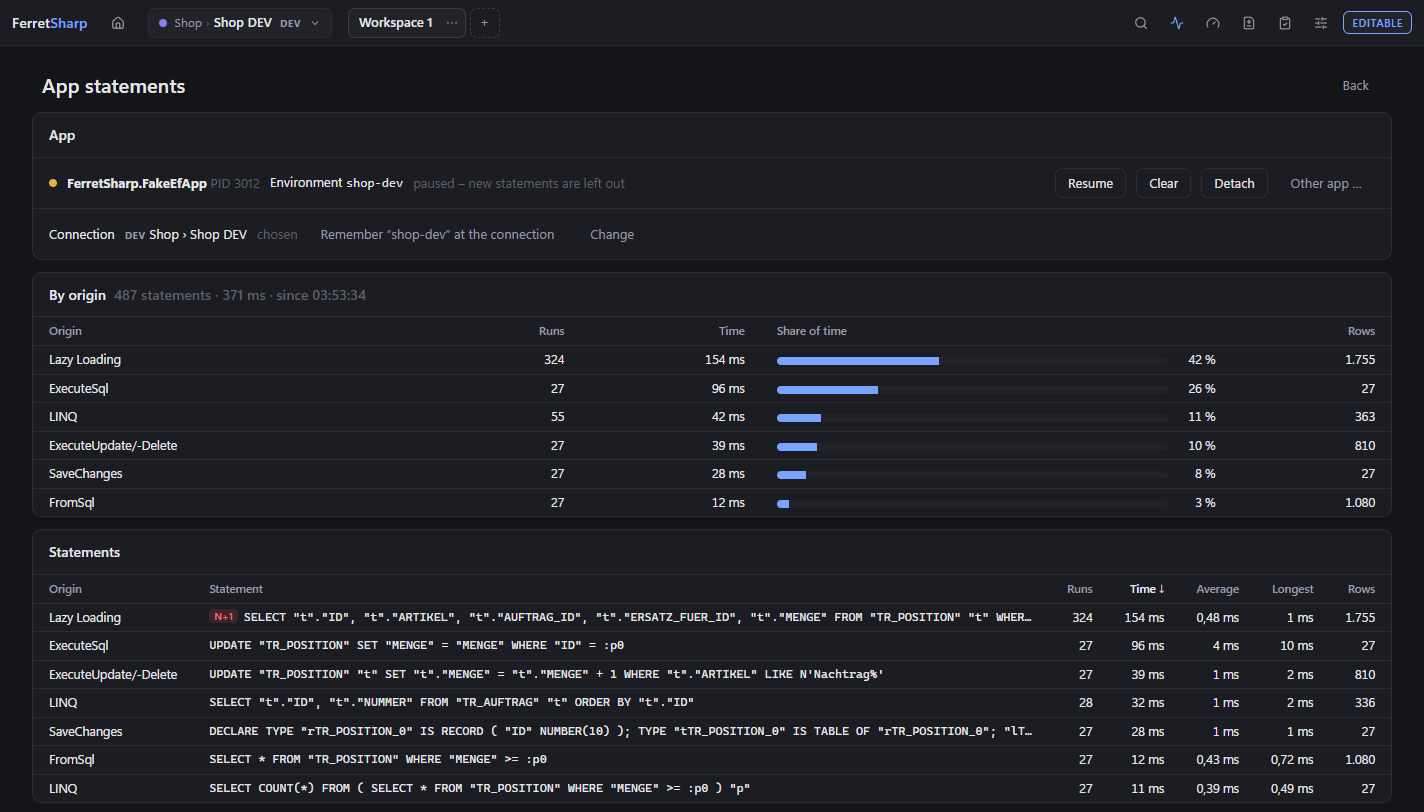 FerretSharp Shop › Shop DEV DEV Workspace 1 ··· + EDITABLE
App statements Back
App
FerretSharp.FakeEfApp PID 3012 Environment shop-dev paused – new statements are left out Resume Clear Detach Other app ...
Connection DEV Shop › Shop DEV chosen Remember “shop-dev” at the connection Change
By origin 487 statements · 371 ms · since 03:53:34
Origin Runs Time Share of time Rows
Lazy Loading 324 154 ms 42 % 1.755
ExecuteSql 27 96 ms 26 % 27
LINQ 55 42 ms 11 % 363
ExecuteUpdate/-Delete 27 39 ms 10 % 810
SaveChanges 27 28 ms 8 % 27
FromSql 27 12 ms 3 % 1.080
Statements
Origin Statement Runs Time ↓ Average Longest Rows
Lazy Loading N+1 SELECT "t"."ID", "t"."ARTIKEL", "t"."AUFTRAG_ID", "t"."ERSATZ_FUER_ID", "t"."MENGE" FROM "TR_POSITION" "t" WHER… 324 154 ms 0,48 ms 1 ms 1.755
ExecuteSql UPDATE "TR_POSITION" SET "MENGE" = "MENGE" WHERE "ID" = :p0 27 96 ms 4 ms 10 ms 27
ExecuteUpdate/-Delete UPDATE "TR_POSITION" "t" SET "t"."MENGE" = "t"."MENGE" + 1 WHERE "t"."ARTIKEL" LIKE N'Nachtrag%' 27 39 ms 1 ms 2 ms 810
LINQ SELECT "t"."ID", "t"."NUMMER" FROM "TR_AUFTRAG" "t" ORDER BY "t"."ID" 28 32 ms 1 ms 2 ms 336
SaveChanges DECLARE TYPE "rTR_POSITION_0" IS RECORD ( "ID" NUMBER(10) ); TYPE "tTR_POSITION_0" IS TABLE OF "rTR_POSITION_0"; "lT… 27 28 ms 1 ms 1 ms 27
FromSql SELECT * FROM "TR_POSITION" WHERE "MENGE" >= :p0 27 12 ms 0,43 ms 0,72 ms 1.080
LINQ SELECT COUNT(*) FROM ( SELECT * FROM "TR_POSITION" WHERE "MENGE" >= :p0 ) "p" 27 11 ms 0,39 ms 0,49 ms 27